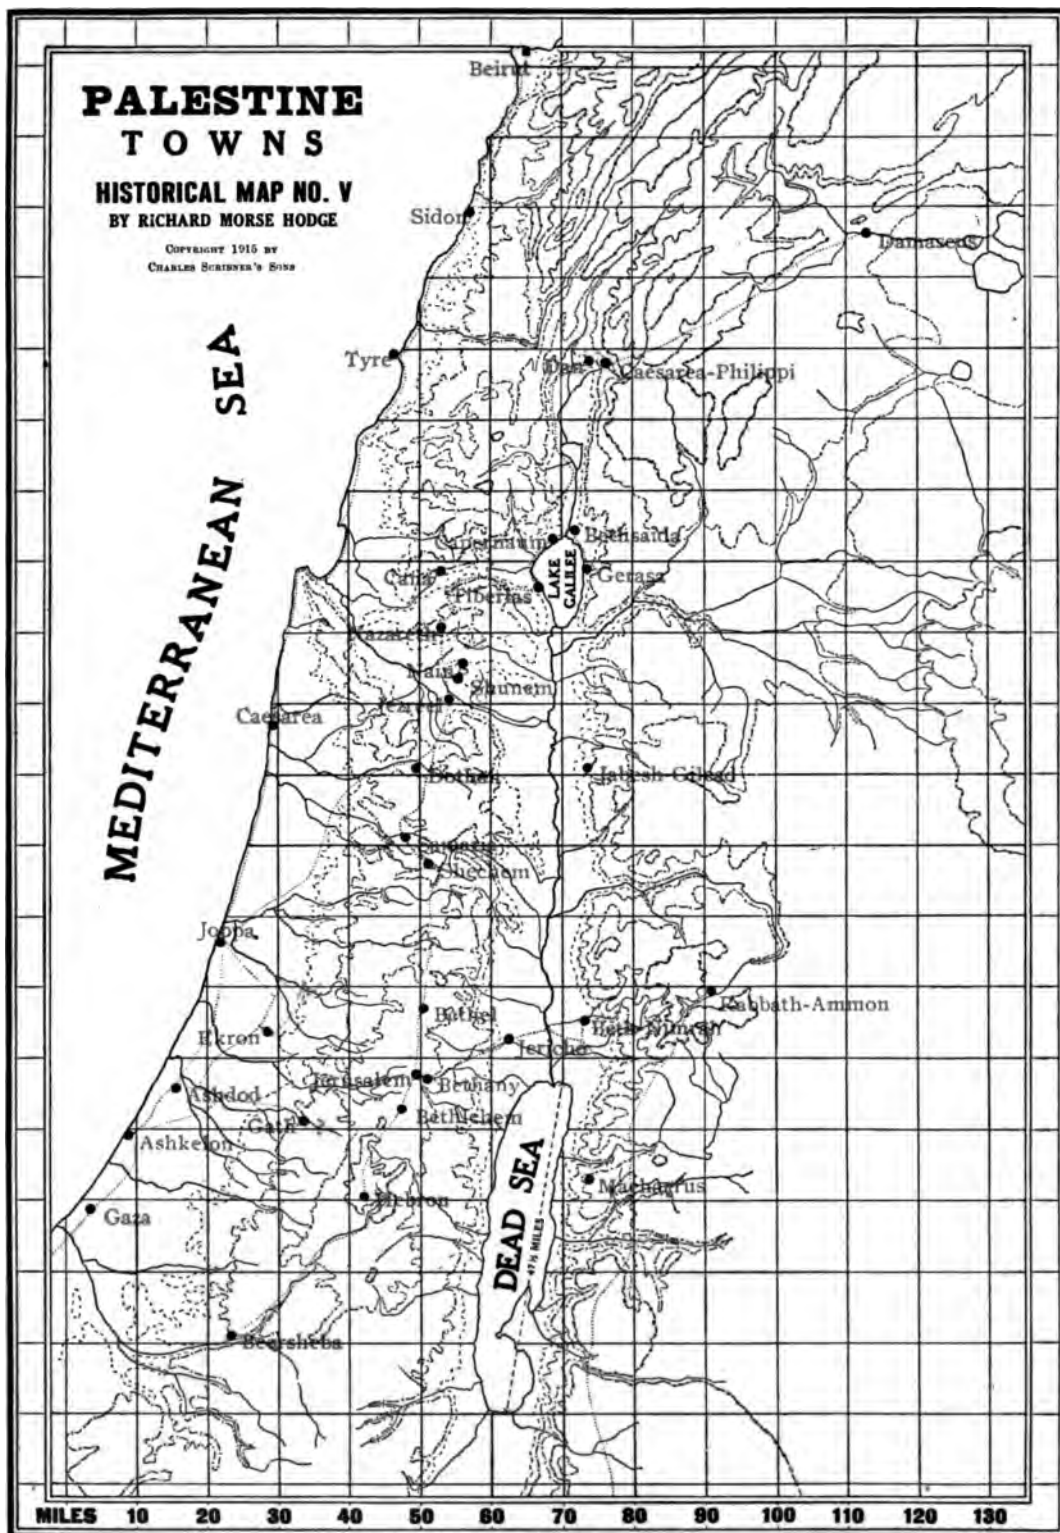 PALESTINE
TOWNS
HISTORICAL MAP NO. V
BY RICHARD MORSE HODGE
COPYRIGHT 1915 BY
CHARLES SCRIBNER'S SONS
MEDITERRANEAN SEA
Beirut
Sidon
Damascus
Tyre
Dan
Caesarea-Philippi
Capernaum
Bethsaida
LAKE
GALILEE
Cana
Gerasa
Tiberias
Nazareth
Nain
Shunem
Jezreel
Caesarea
Dothan
Jabesh-Gilead
Samaria
Shechem
Joppa
Rabbath-Ammon
Bethel
Beth-Nimrah
Ekron
Jericho
Jerusalem
Bethany
Ashdod
Bethlehem
Gath ?
Ashkelon
DEAD SEA
47½ MILES
Machaerus
Hebron
Gaza
Beersheba
MILES 10 20 30 40 50 60 70 80 90 100 110 120 130